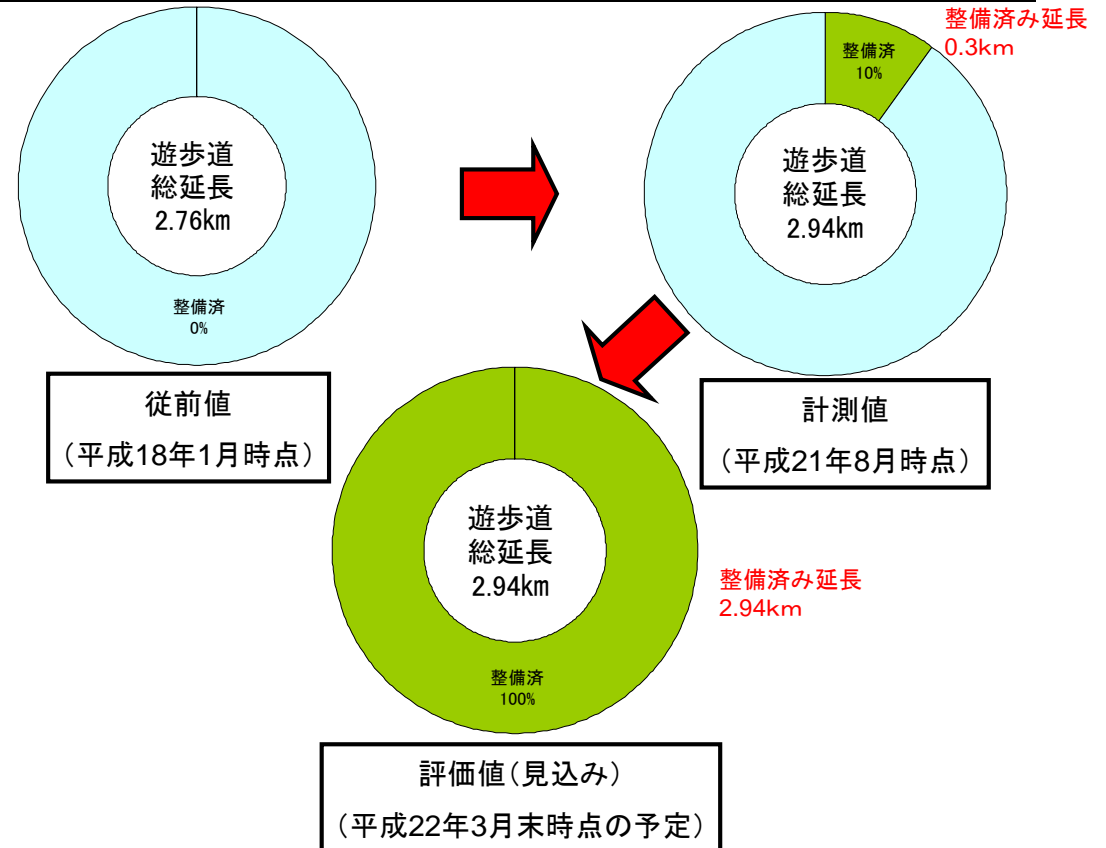 遊歩道
総延長
2.76km
整備済
0%
従前値
（平成18年1月時点）
整備済み延長
0.3km
整備済
10%
遊歩道
総延長
2.94km
計測値
（平成21年8月時点）
遊歩道
総延長
2.94km
整備済
100%
整備済み延長
2.94km
評価値（見込み）
（平成22年3月末時点の予定）